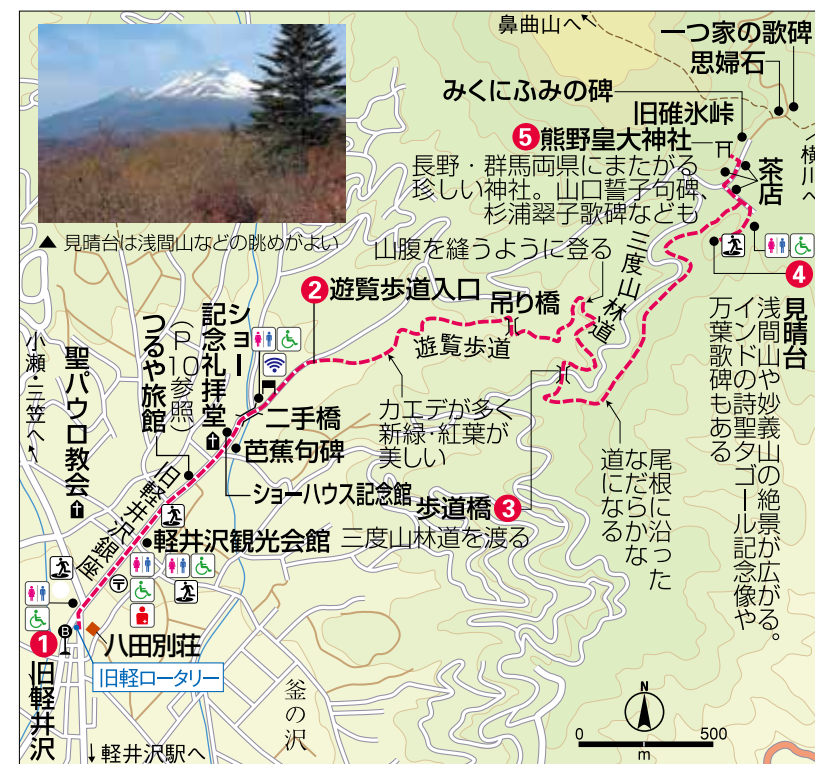 鼻曲山へ
一つ家の歌碑
思婦石
みくにふみの碑
旧碓氷峠
5 熊野皇大神社
長野・群馬両県にまたがる
珍しい神社。山口誓子句碑、
杉浦翠子歌碑なども
茶店
横川へ
▲ 見晴台は浅間山などの眺めがよい
山腹を縫うように登る
三度山林道
4
見晴台
浅間山や妙義山の絶景が広がる。
インドの詩聖タゴール記念像や
万葉歌碑もある
2 遊覧歩道入口
吊り橋
遊覧歩道
ショー
記念礼拝堂
つるや旅館
(P10参照)
小瀬・三笠へ
聖パウロ教会
二手橋
芭蕉句碑
カエデが多く
新緑・紅葉が
美しい
ショーハウス記念館
歩道橋 3
三度山林道を渡る
尾根に沿った
なだらかな
道になる
旧軽井沢銀座
軽井沢観光会館
〒
B
1
旧軽井沢
八田別荘
旧軽ロータリー
釜の沢
↓軽井沢駅へ
N
0 500
m